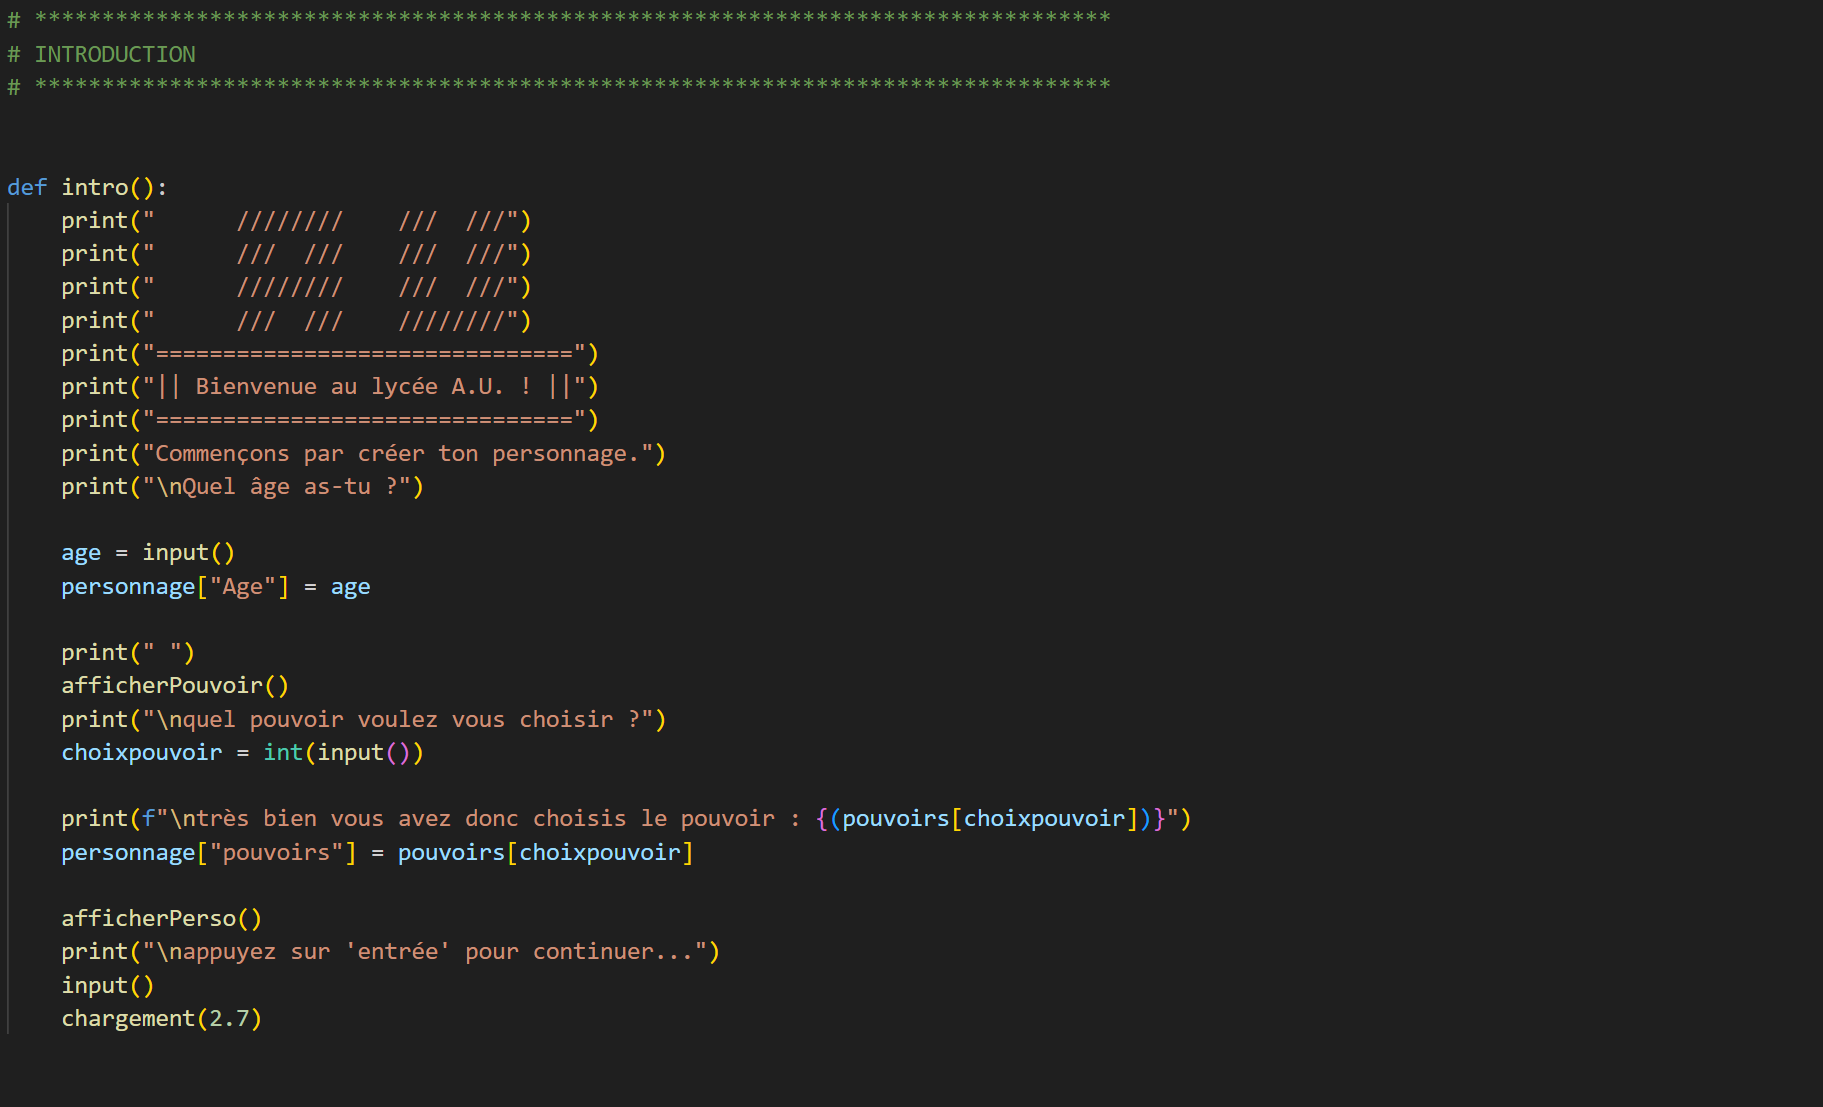 # ********************************************************************************
# INTRODUCTION
# ********************************************************************************
def intro():
    print("      ////////    ///  ///")
    print("      ///  ///    ///  ///")
    print("      ////////    ///  ///")
    print("      ///  ///    ////////")
    print("===============================")
    print("|| Bienvenue au lycée A.U. ! ||")
    print("===============================")
    print("Commençons par créer ton personnage.")
    print("\nQuel âge as-tu ?")
    age = input()
    personnage["Age"] = age
    print(" ")
    afficherPouvoir()
    print("\nquel pouvoir voulez vous choisir ?")
    choixpouvoir = int(input())
    print(f"\ntrès bien vous avez donc choisis le pouvoir : {(pouvoirs[choixpouvoir])}")
    personnage["pouvoirs"] = pouvoirs[choixpouvoir]
    afficherPerso()
    print("\nappuyez sur 'entrée' pour continuer...")
    input()
    chargement(2.7)